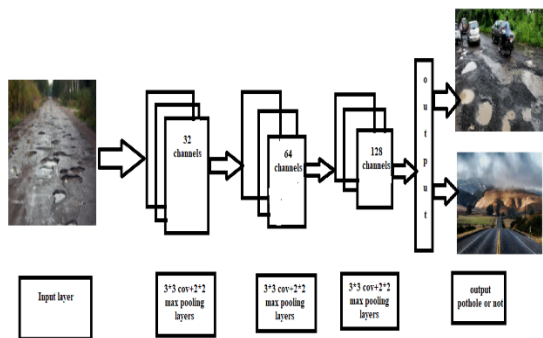 32
channels
64
channels
128
channels
o
u
t
p
u
t
Input layer
3*3 cov+2*2
max pooling
layers
3*3 cov+2*2
max pooling
layers
3*3 cov+2*2
max pooling
layers
output
pothole or not